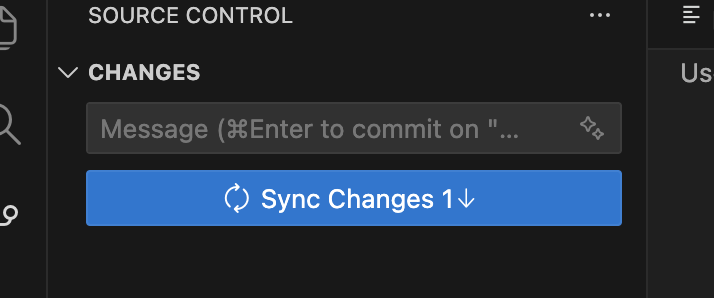 SOURCE CONTROL ...
CHANGES
Us
Message (⌘Enter to commit on "...
Sync Changes 1↓